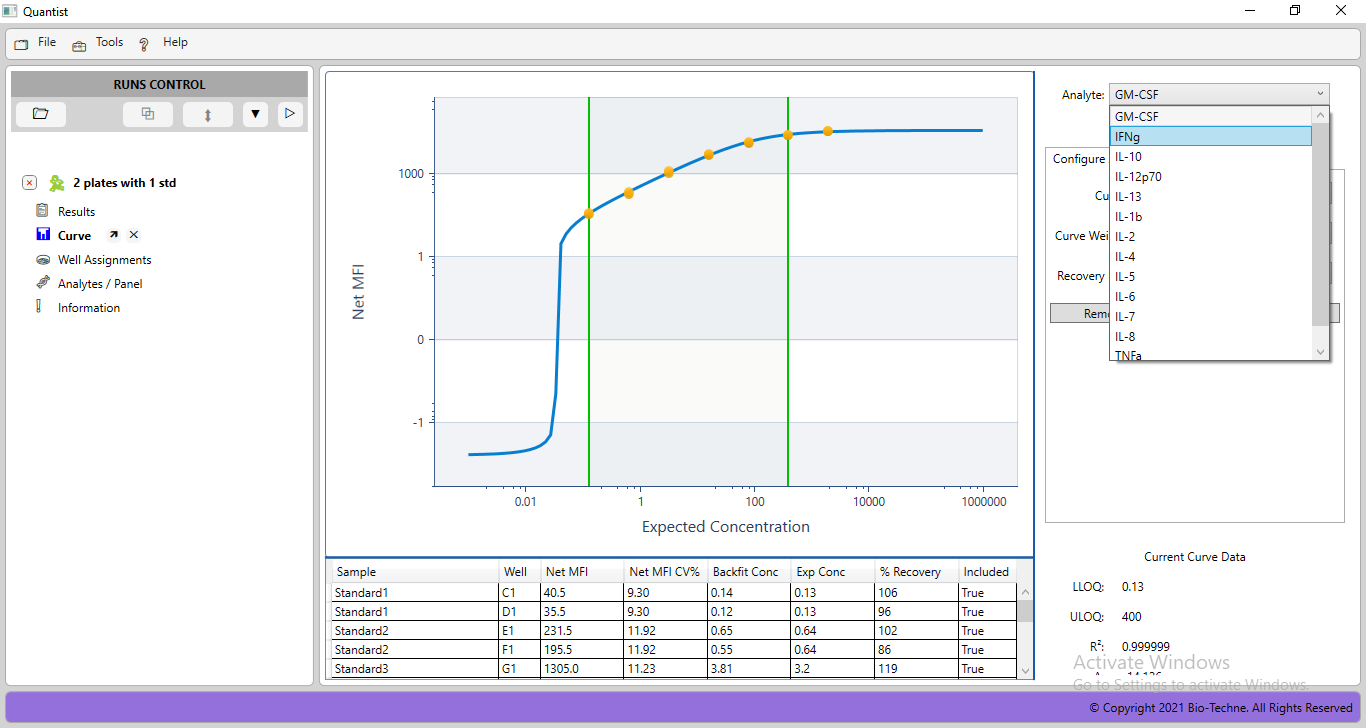 Quantist
File Tools ? Help
RUNS CONTROL
2 plates with 1 std
Results
Curve
Well Assignments
Analytes / Panel
Information
Net MFI
1000
1
0
-1
0.01 1 100 10000 1000000
Expected Concentration
Sample Well Net MFI Net MFI CV% Backfit Conc Exp Conc % Recovery Included
Standard1 C1 40.5 9.30 0.14 0.13 106 True
Standard1 D1 35.5 9.30 0.12 0.13 96 True
Standard2 E1 231.5 11.92 0.65 0.64 102 True
Standard2 F1 195.5 11.92 0.55 0.64 86 True
Standard3 G1 1305.0 11.23 3.81 3.2 119 True
Analyte: GM-CSF
GM-CSF
IFNg
IL-10
IL-12p70
IL-13
IL-1b
IL-2
IL-4
IL-5
IL-6
IL-7
IL-8
TNFa
Configure
Cu
Curve Wei
Recovery
Rem
Current Curve Data
LLOQ: 0.13
ULOQ: 400
R²: 0.999999
Activate Windows
Go to Settings to activate Windows.
© Copyright 2021 Bio-Techne. All Rights Reserved